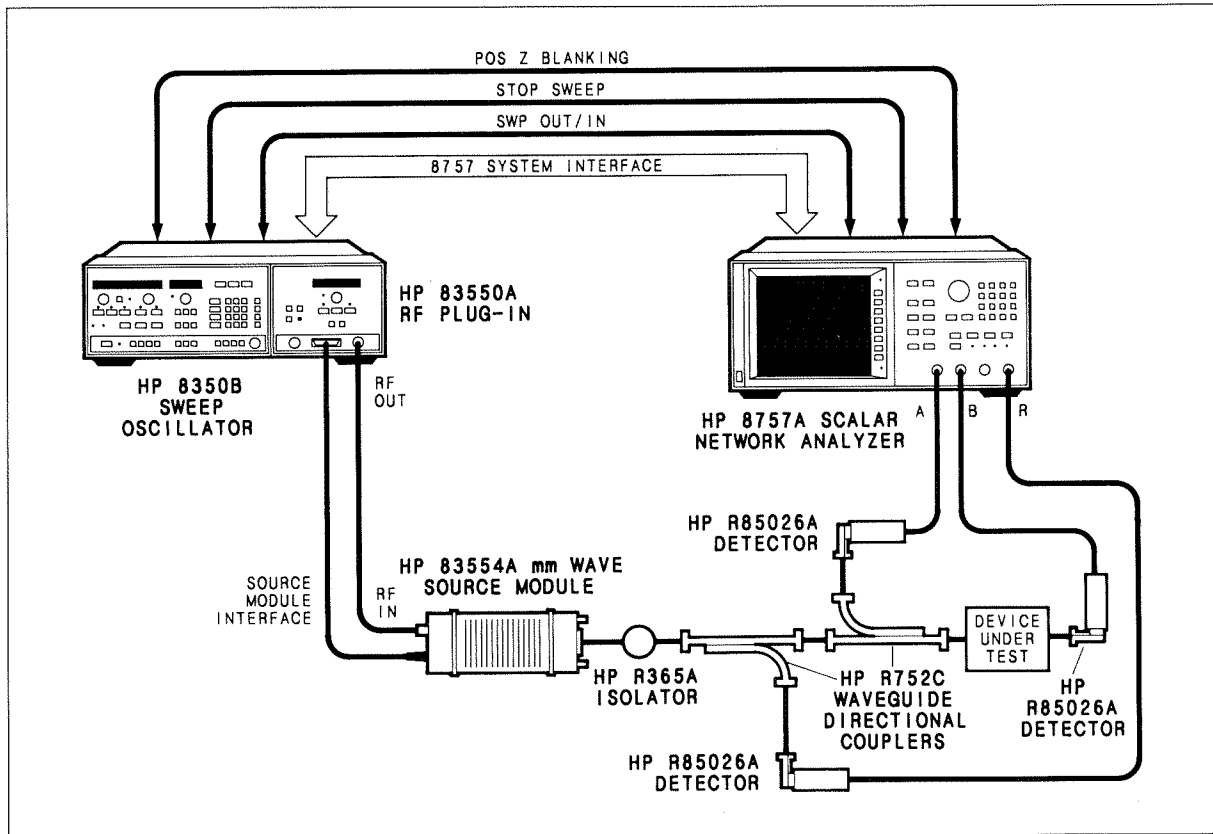 POS Z BLANKING
STOP SWEEP
SWP OUT/IN
8757 SYSTEM INTERFACE
HP 83550A
RF PLUG-IN
HP 8350B
SWEEP
OSCILLATOR
RF
OUT
A
B
R
HP 8757A SCALAR
NETWORK ANALYZER
HP R85026A
DETECTOR
HP 83554A mm WAVE
SOURCE MODULE
SOURCE
MODULE
INTERFACE
RF
IN
DEVICE
UNDER
TEST
HP R365A
ISOLATOR
HP R752C
WAVEGUIDE
DIRECTIONAL
COUPLERS
HP
R85026A
DETECTOR
HP R85026A
DETECTOR